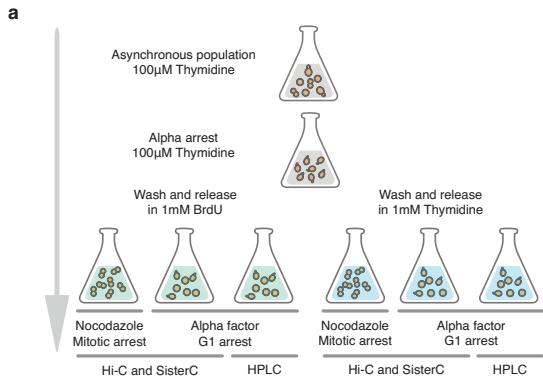 a
Asynchronous population
100μM Thymidine
Alpha arrest
100μM Thymidine
Wash and release
in 1mM BrdU
Wash and release
in 1mM Thymidine
Nocodazole
Mitotic arrest
Alpha factor
G1 arrest
Nocodazole
Mitotic arrest
Alpha factor
G1 arrest
Hi-C and SisterC
HPLC
Hi-C and SisterC
HPLC